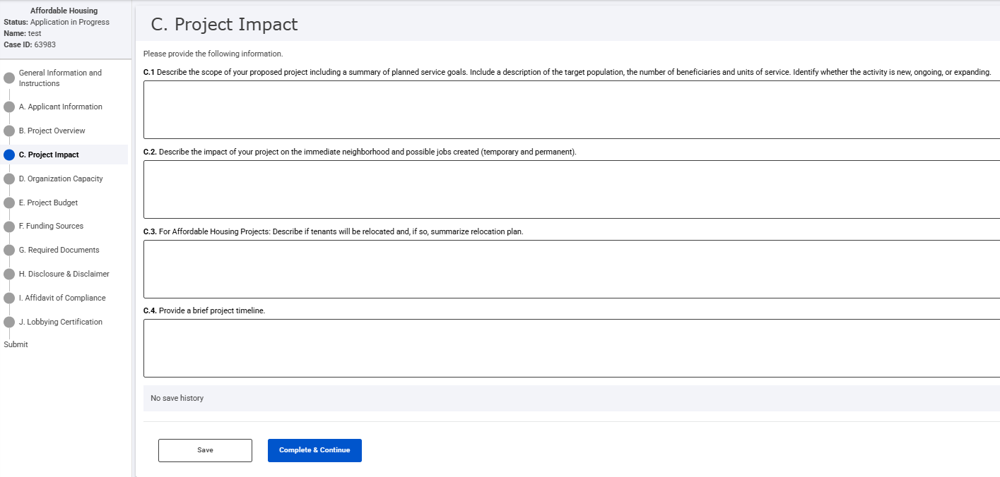 Affordable Housing
Status: Application in Progress
Name: test
Case ID: 63983
General Information and
Instructions
A. Applicant Information
B. Project Overview
C. Project Impact
D. Organization Capacity
E. Project Budget
F. Funding Sources
G. Required Documents
H. Disclosure & Disclaimer
I. Affidavit of Compliance
J. Lobbying Certification
Submit
C. Project Impact
Please provide the following information.
C.1 Describe the scope of your proposed project including a summary of planned service goals. Include a description of the target population, the number of beneficiaries and units of service. Identify whether the activity is new, ongoing, or expanding.
C.2. Describe the impact of your project on the immediate neighborhood and possible jobs created (temporary and permanent).
C.3. For Affordable Housing Projects: Describe if tenants will be relocated and, if so, summarize relocation plan.
C.4. Provide a brief project timeline.
No save history
Save
Complete & Continue